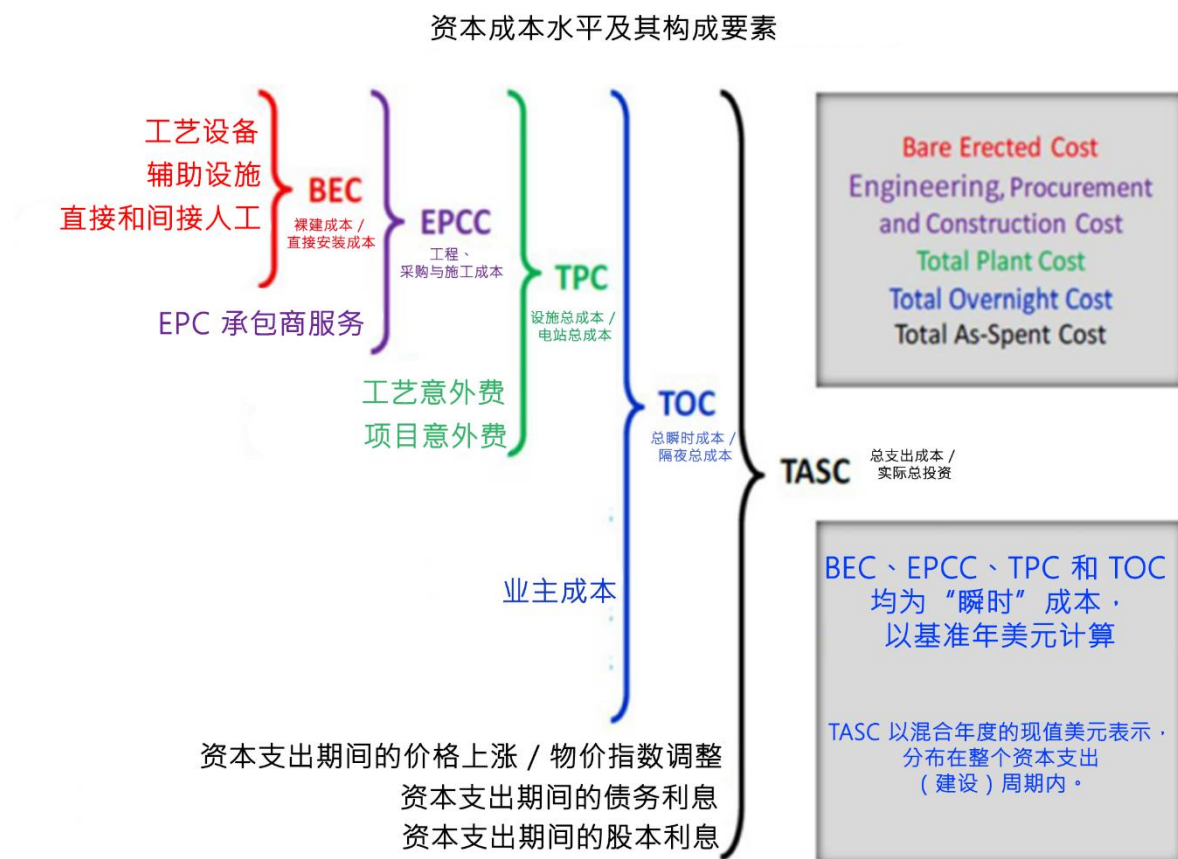 资本成本水平及其构成要素
工艺设备
辅助设施
直接和间接人工
BEC
裸建成本 /
直接安装成本
EPC 承包商服务
EPCC
工程、
采购与施工成本
工艺意外费
项目意外费
TPC
设施总成本 /
电站总成本
业主成本
TOC
总瞬时成本 /
隔夜总成本
资本支出期间的价格上涨 / 物价指数调整
资本支出期间的债务利息
资本支出期间的股本利息
TASC
总支出成本 /
实际总投资
Bare Erected Cost
Engineering, Procurement
and Construction Cost
Total Plant Cost
Total Overnight Cost
Total As-Spent Cost
BEC、EPCC、TPC 和 TOC
均为“瞬时”成本，
以基准年美元计算
TASC 以混合年度的现值美元表示，
分布在整个资本支出
（建设）周期内。